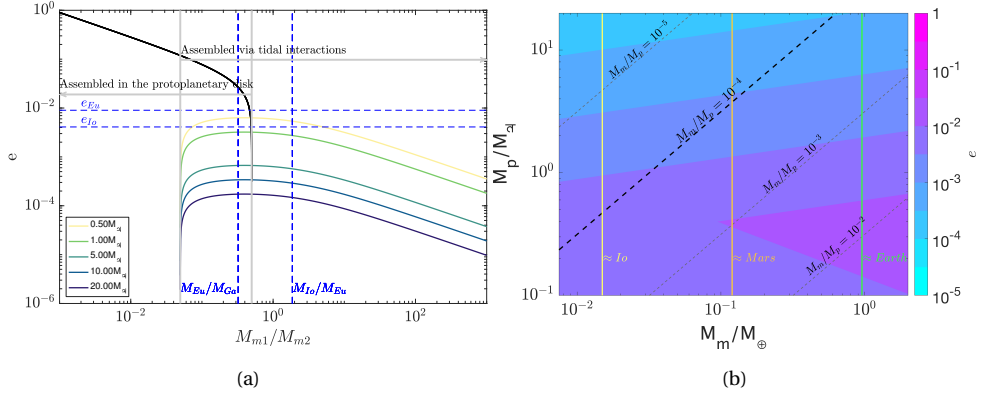 10^0
10^-2
10^-4
10^-6
e
Assembled via tidal interactions
Assembled in the protoplanetary disk
e_Eu
e_Io
0.50M♃
1.00M♃
5.00M♃
10.00M♃
20.00M♃
M_Eu/M_Ga
M_Io/M_Eu
10^-2
10^0
10^2
M_m1/M_m2
(a)
10^1
10^0
10^-1
M_p/M♃
M_m/M_p = 10^-5
M_m/M_p = 10^-4
M_m/M_p = 10^-3
M_m/M_p = 10^-2
≈ Io
≈ Mars
≈ Earth
10^-2
10^-1
10^0
M_m/M_⊕
1
10^-1
10^-2
10^-3
10^-4
10^-5
e
(b)